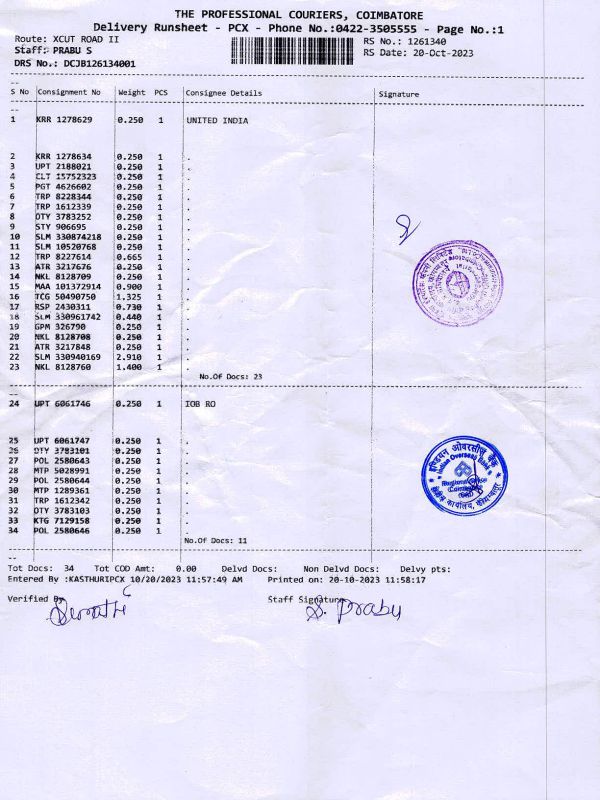 THE PROFESSIONAL COURIERS, COIMBATORE
Delivery Runsheet - PCX - Phone No.:0422-3505555 - Page No.:1
Route: XCUT ROAD II RS No.: 1261340
Staff: PRABU S RS Date: 20-Oct-2023
DRS No.: DCJB126134001
S No Consignment No Weight PCS Consignee Details Signature
1 KRR 1278629 0.250 1 UNITED INDIA
2 KRR 1278634 0.250 1 .
3 UPT 2188021 0.250 1 .
4 CLT 15752323 0.250 1 .
5 PGT 4626602 0.250 1 .
6 TRP 8228344 0.250 1 .
7 TRP 1612339 0.250 1 .
8 OTY 3783252 0.250 1 .
9 STY 906695 0.250 1 .
10 SLM 330874218 0.250 1 .
11 SLM 10520768 0.250 1 .
12 TRP 8227614 0.665 1 .
13 ATR 3217676 0.250 1 .
14 NKL 8128709 0.250 1 .
15 MAA 101372914 0.900 1 .
16 TCG 50490750 1.325 1 .
17 RSP 2430311 0.730 1 .
18 SLM 330961742 0.440 1 .
19 GPM 326790 0.250 1 .
20 NKL 8128708 0.250 1 .
21 ATR 3217848 0.250 1 .
22 SLM 330940169 2.910 1 .
23 NKL 8128760 1.400 1 .
No.Of Docs: 23
24 UPT 6061746 0.250 1 IOB RO
25 UPT 6061747 0.250 1 .
26 OTY 3783101 0.250 1 .
27 POL 2580643 0.250 1 .
28 MTP 5028991 0.250 1 .
29 POL 2580644 0.250 1 .
30 MTP 1289361 0.250 1 .
31 TRP 1612342 0.250 1 .
32 OTY 3783103 0.250 1 .
33 KTG 7129158 0.250 1 .
34 POL 2580646 0.250 1 .
No.Of Docs: 11
इण्डियन ओवरसीज़ बैंक
Indian Overseas Bank
Regional Office
क्षेत्रीय कार्यालय, कोयम्बत्तूर
Tot Docs: 34 Tot COD Amt: 0.00 Delvd Docs: Non Delvd Docs: Delvy pts:
Entered By :KASTHURIPCX 10/20/2023 11:57:49 AM Printed on: 20-10-2023 11:58:17
Verified By Staff Signature
S. Prabu